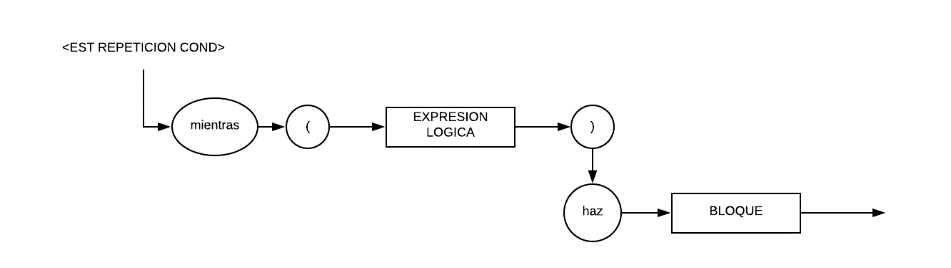 <EST REPETICION COND>
mientras
(
EXPRESION
LOGICA
)
haz
BLOQUE